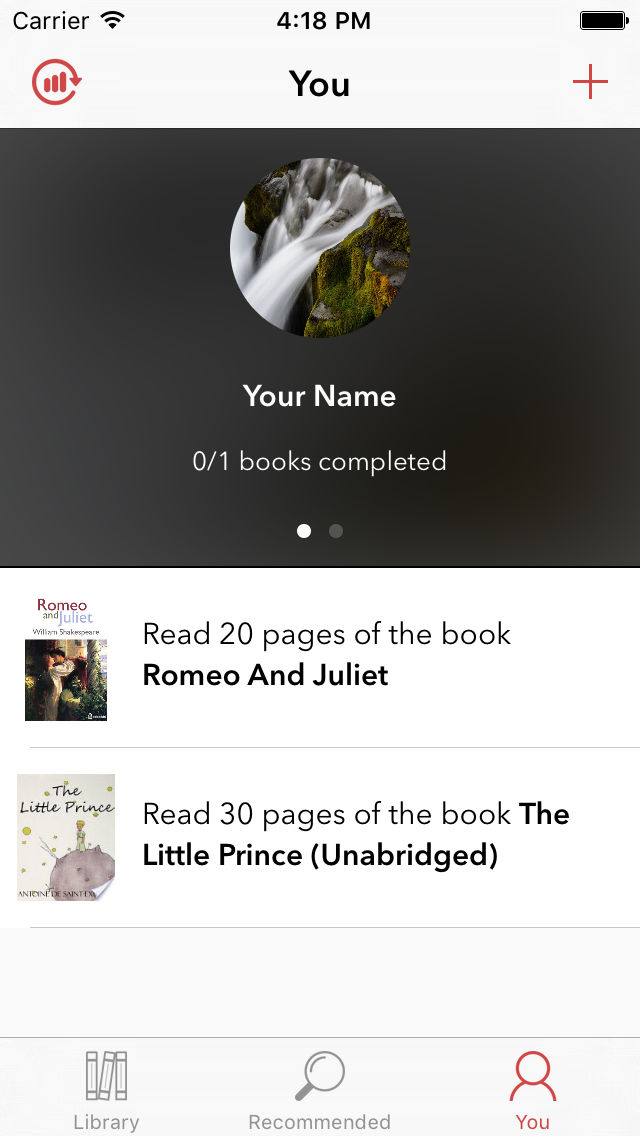 Carrier 4:18 PM
You
Your Name
0/1 books completed
Romeo
and Juliet
William Shakespeare
Read 20 pages of the book
Romeo And Juliet
The
Little Prince
ANTOINE DE SAINT-EX
Read 30 pages of the book The
Little Prince (Unabridged)
Library Recommended You